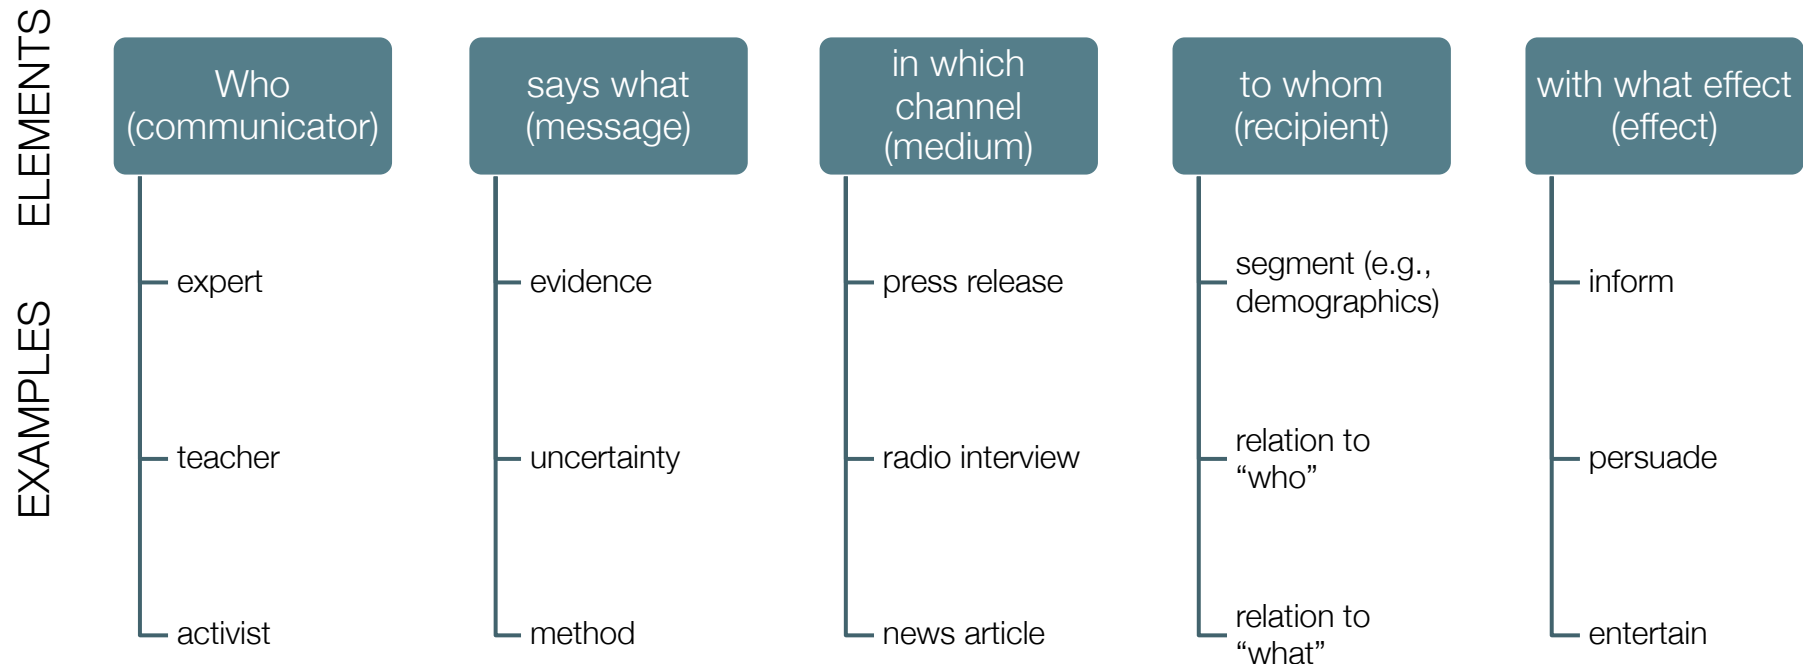 ELEMENTS
Who
(communicator)
says what
(message)
in which
channel
(medium)
to whom
(recipient)
with what effect
(effect)
EXAMPLES
expert
teacher
activist
evidence
uncertainty
method
press release
radio interview
news article
segment (e.g.,
demographics)
relation to
“who”
relation to
“what”
inform
persuade
entertain